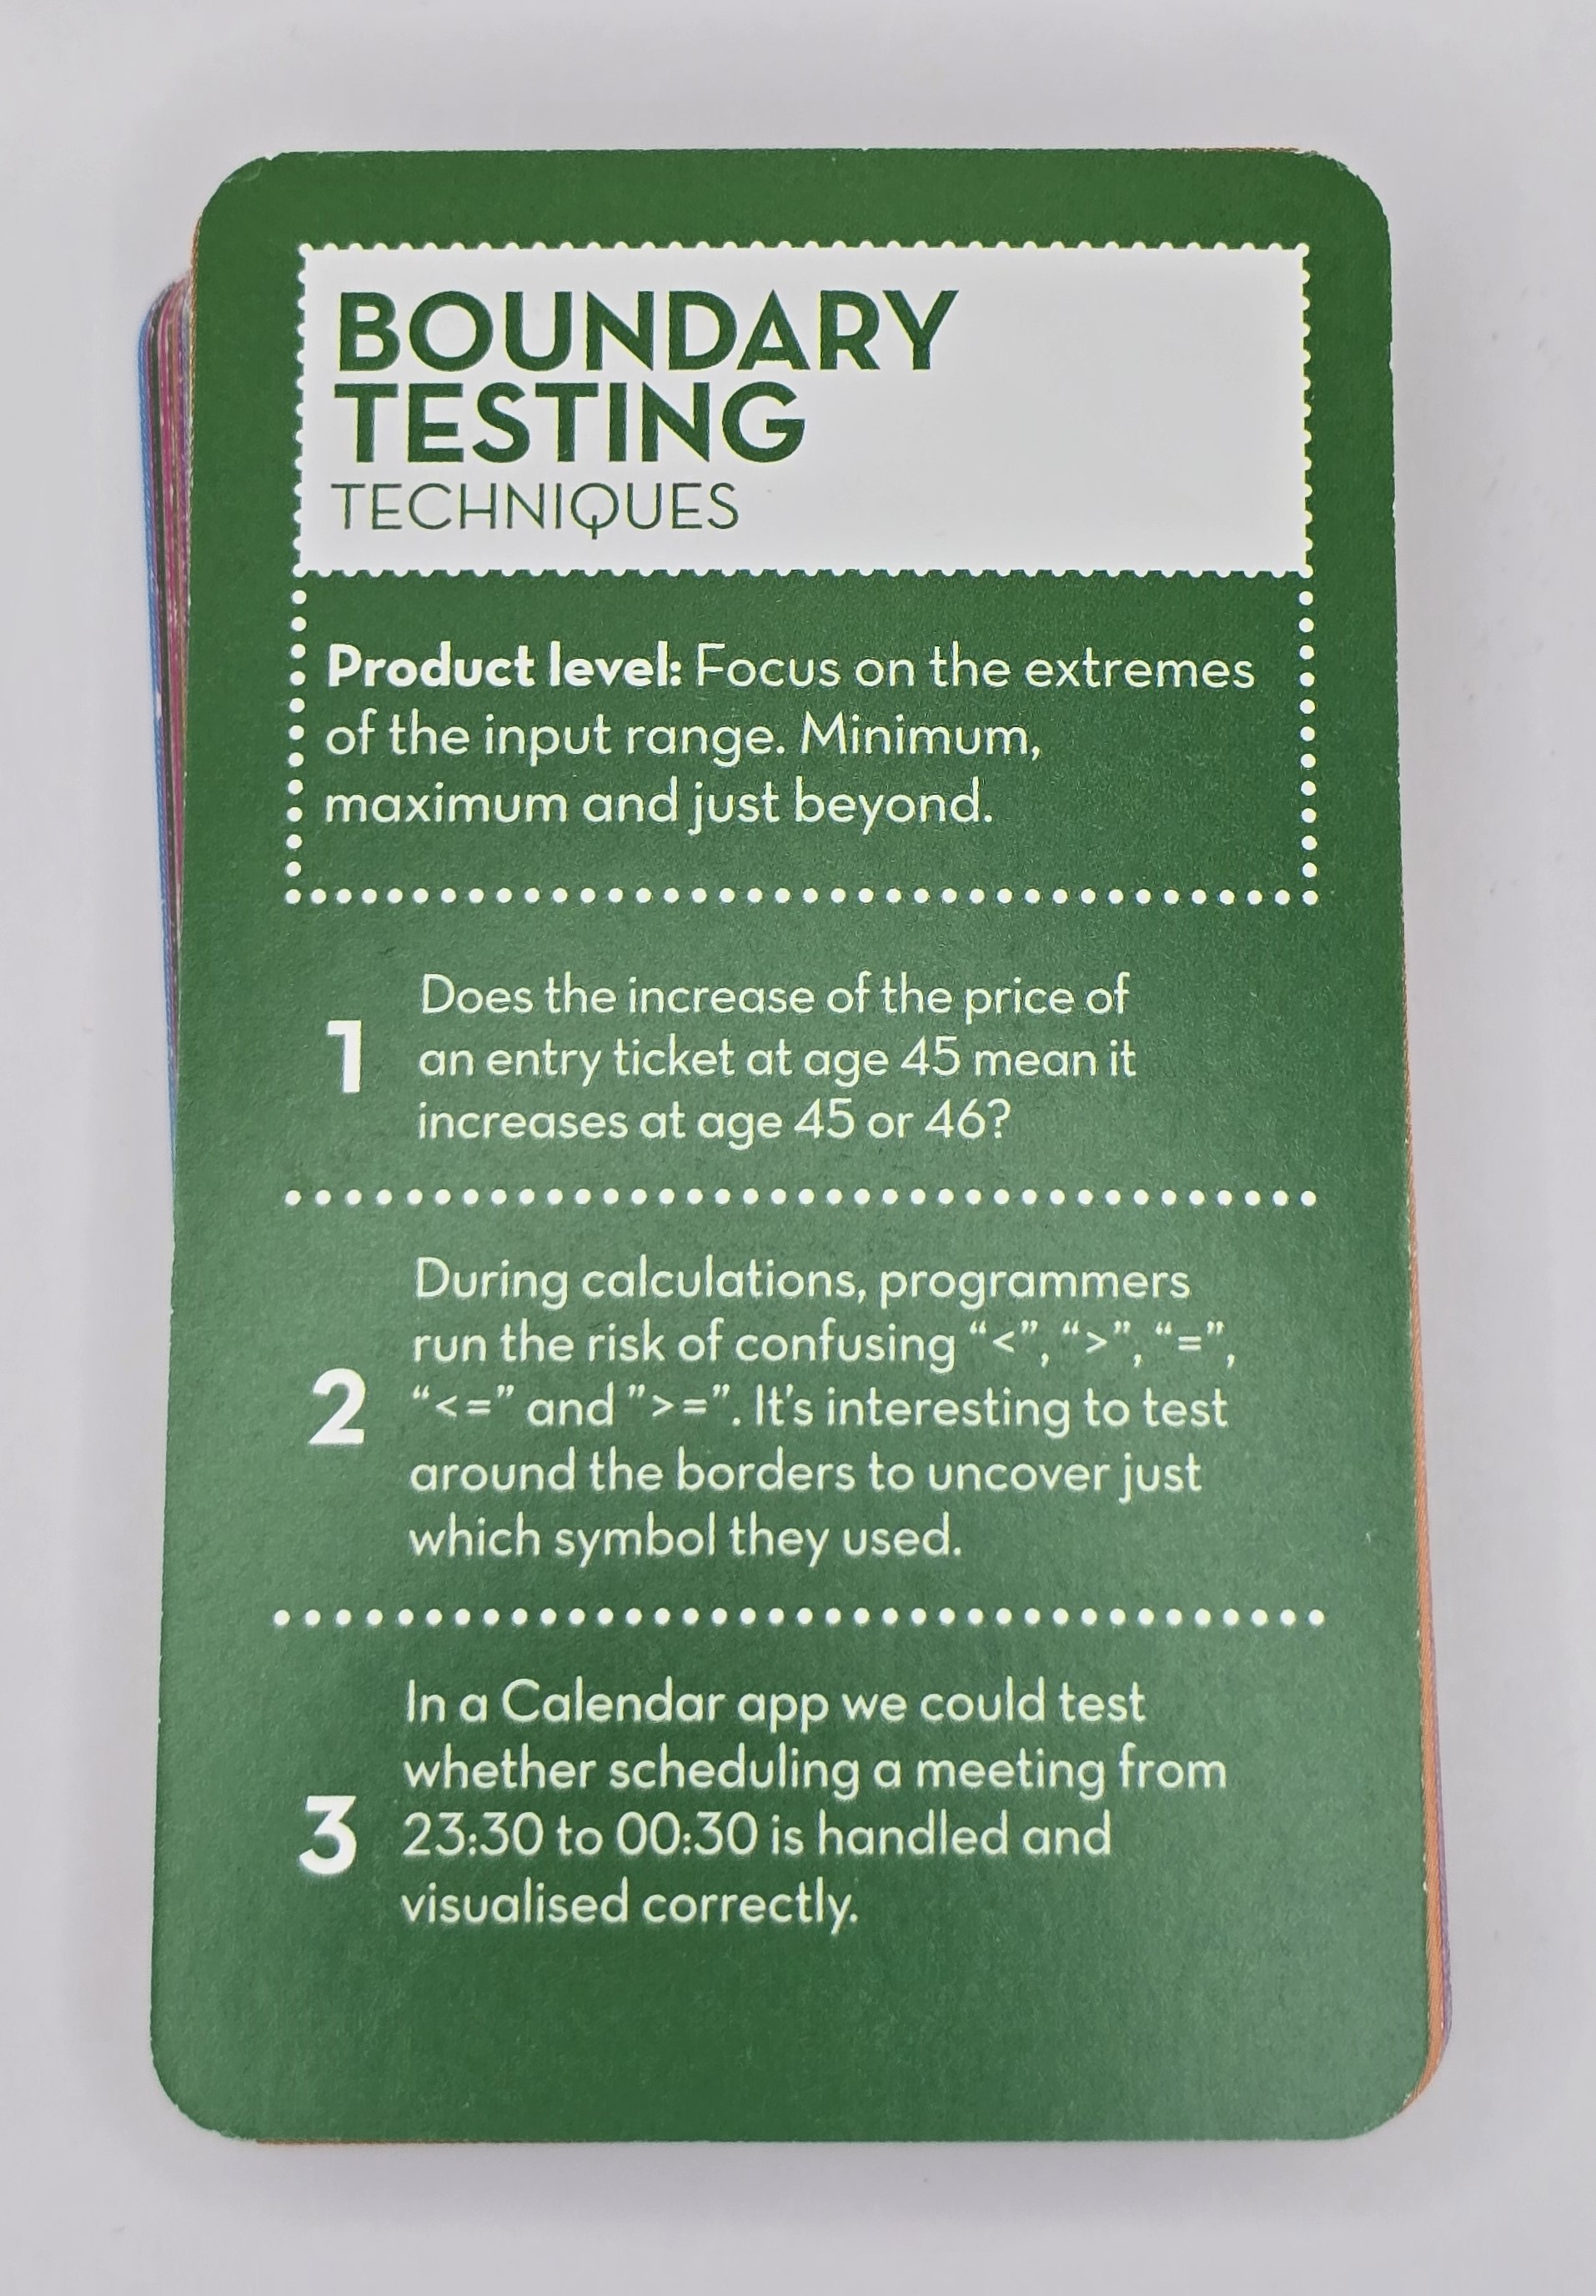 BOUNDARY
TESTING
TECHNIQUES
Product level: Focus on the extremes
of the input range. Minimum,
maximum and just beyond.
1
Does the increase of the price of
an entry ticket at age 45 mean it
increases at age 45 or 46?
2
During calculations, programmers
run the risk of confusing “<”, “>”, “=”,
“<=” and ”>=”. It’s interesting to test
around the borders to uncover just
which symbol they used.
3
In a Calendar app we could test
whether scheduling a meeting from
23:30 to 00:30 is handled and
visualised correctly.